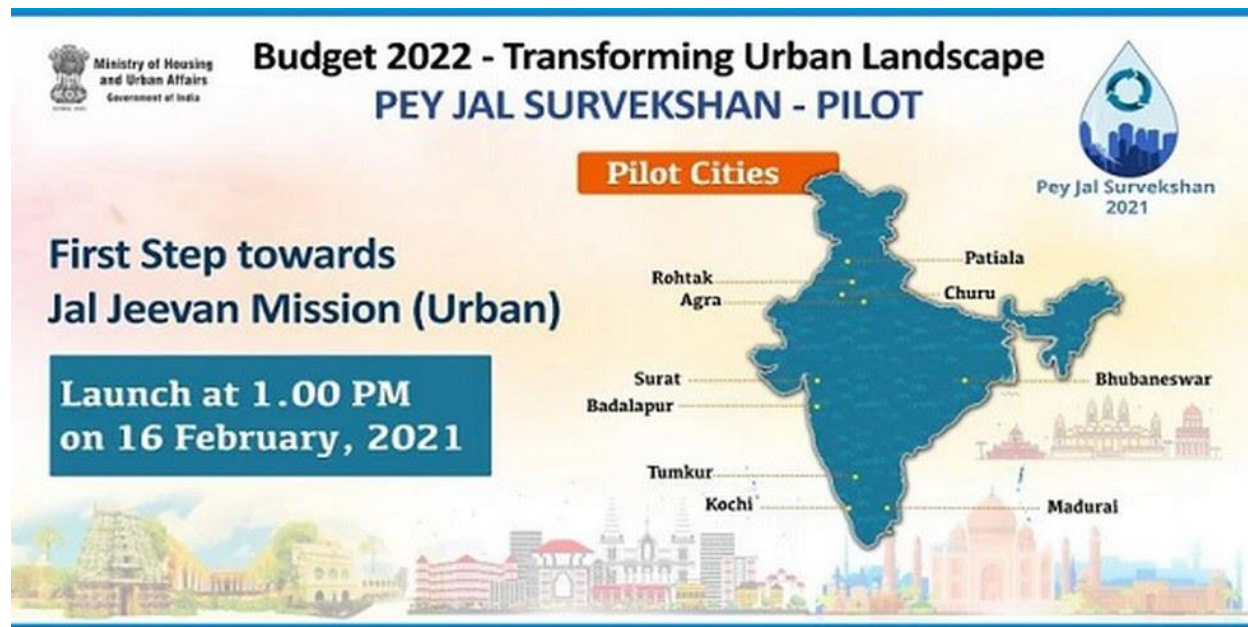 Ministry of Housing
and Urban Affairs
Government of India
Budget 2022 - Transforming Urban Landscape
PEY JAL SURVEKSHAN - PILOT
Pey Jal Survekshan
2021
Pilot Cities
First Step towards
Jal Jeevan Mission (Urban)
Launch at 1.00 PM
on 16 February, 2021
Patiala
Rohtak
Churu
Agra
Surat
Bhubaneswar
Badalapur
Tumkur
Kochi
Madurai